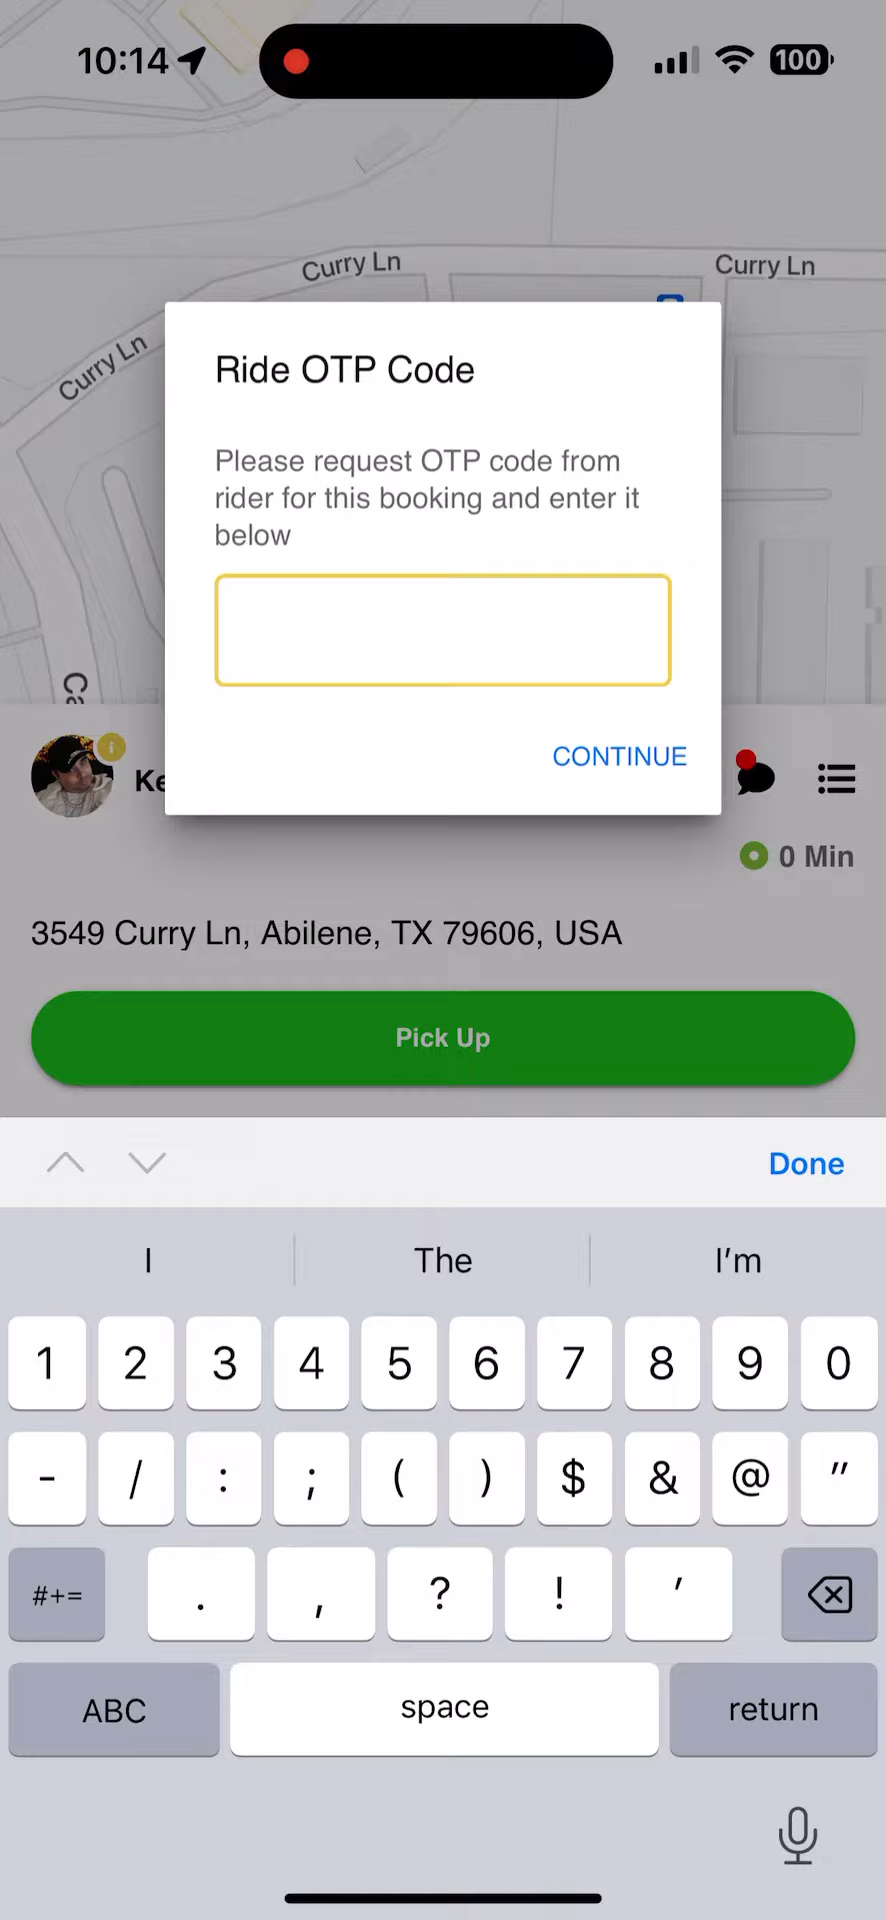 10:14
100
Curry Ln
Curry Ln
Curry Ln
Ride OTP Code
Please request OTP code from
rider for this booking and enter it
below
CONTINUE
Ke
0 Min
3549 Curry Ln, Abilene, TX 79606, USA
Pick Up
Done
I The I'm
1 2 3 4 5 6 7 8 9 0
- / : ; ( ) $ & @ "
#+= . , ? ! '
ABC space return